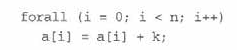 forall (i = 0; i < n; i++)
  a[i] = a[i] + k;